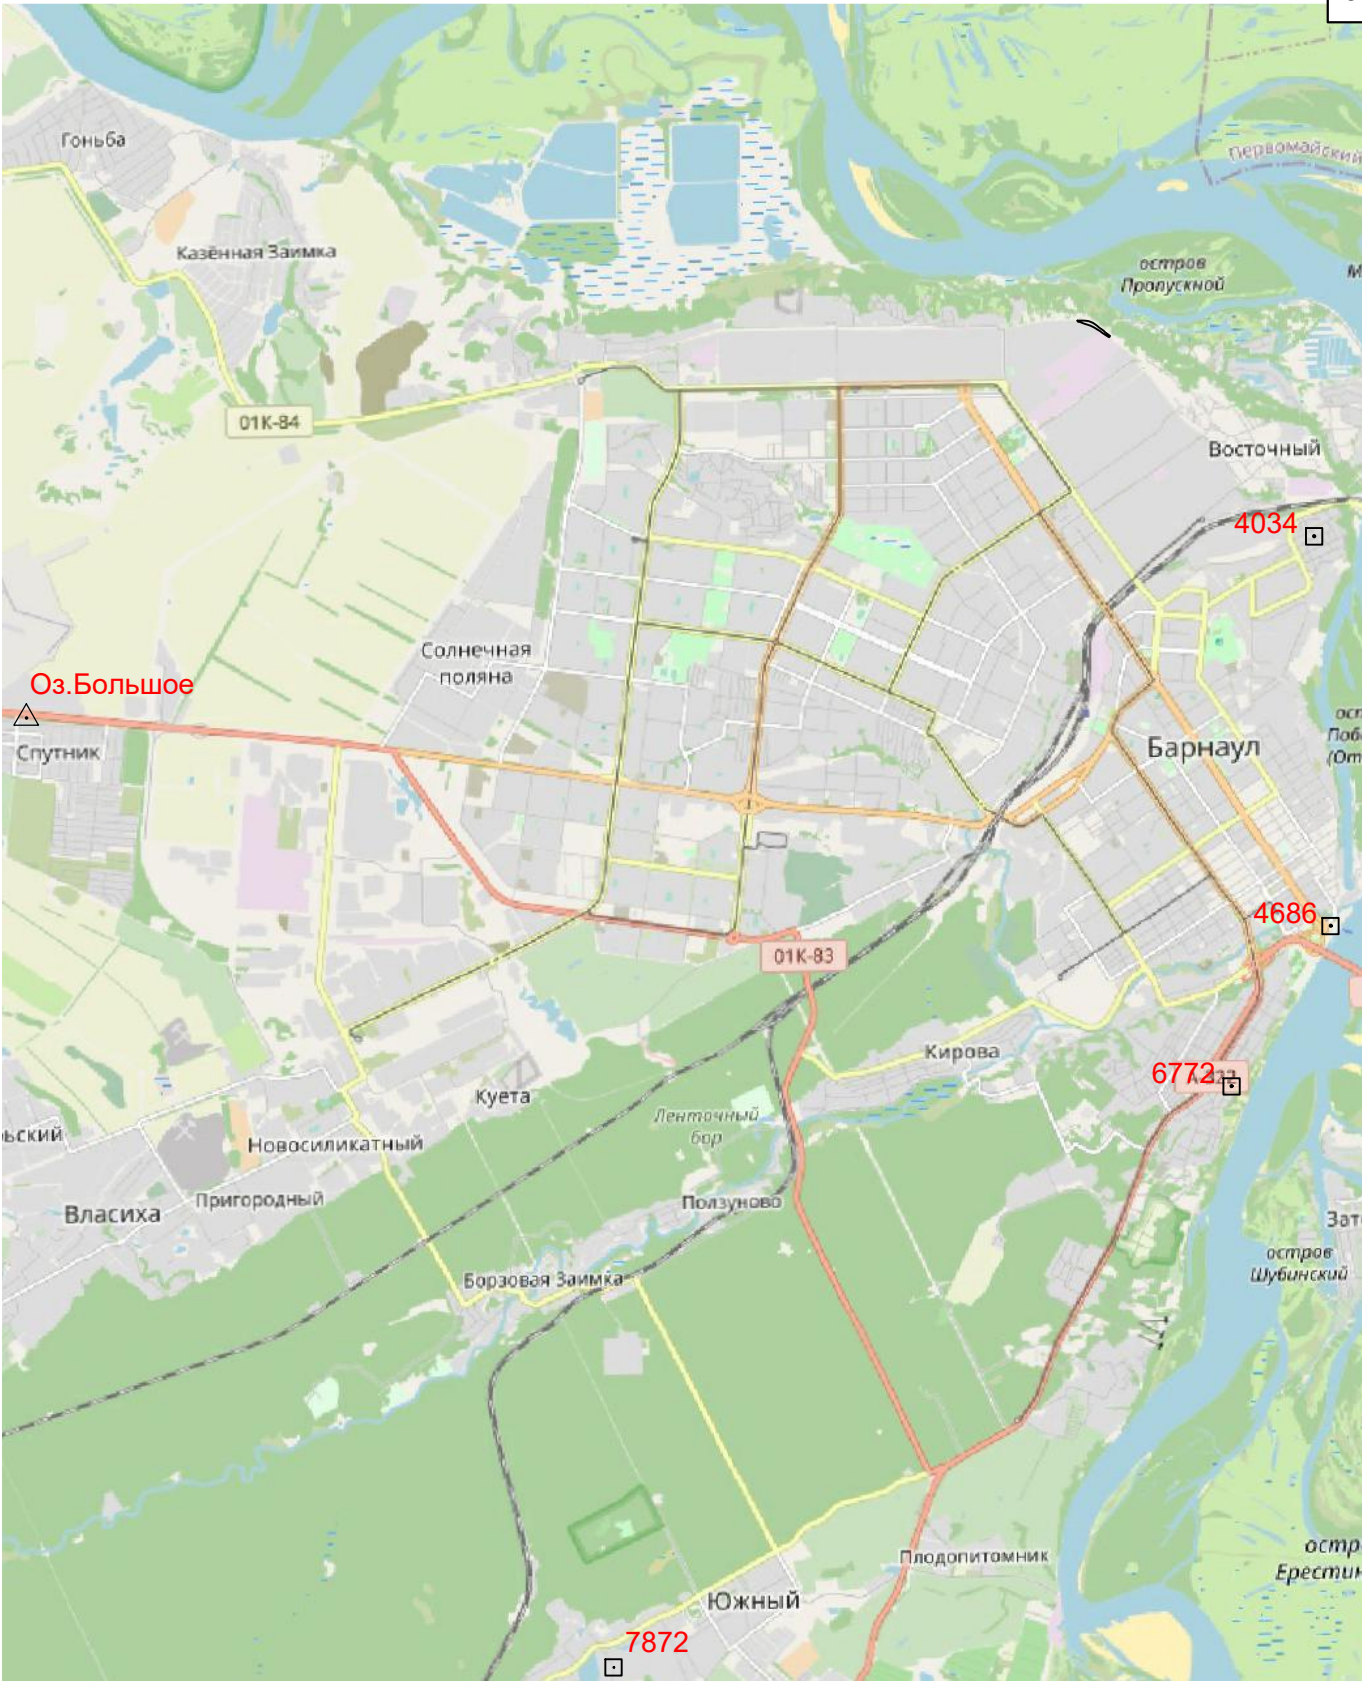 Гоньба
Первомайский
Казённая Заимка
остров
Пропускной
01К-84
Восточный
4034
Солнечная
поляна
Оз.Большое
Спутник
Барнаул
4686
01К-83
Кирова
6772
Куета
Ленточный
бор
Новосиликатный
Пригородный
Власиха
Ползуново
остров
Шубинский
Борзовая Заимка
Плодопитомник
Южный
7872